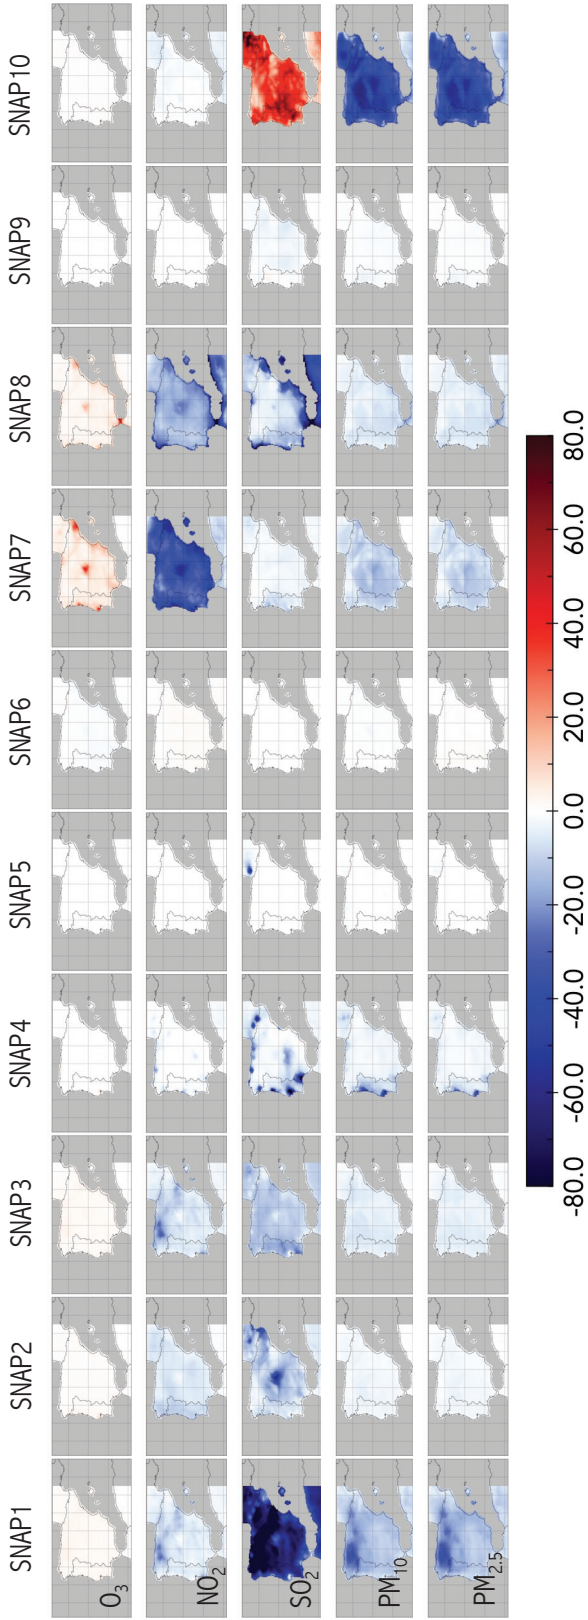 SNAP1 SNAP2 SNAP3 SNAP4 SNAP5 SNAP6 SNAP7 SNAP8 SNAP9 SNAP10
O3
NO2
SO2
PM10
PM2.5
-80.0 -60.0 -40.0 -20.0 0.0 20.0 40.0 60.0 80.0